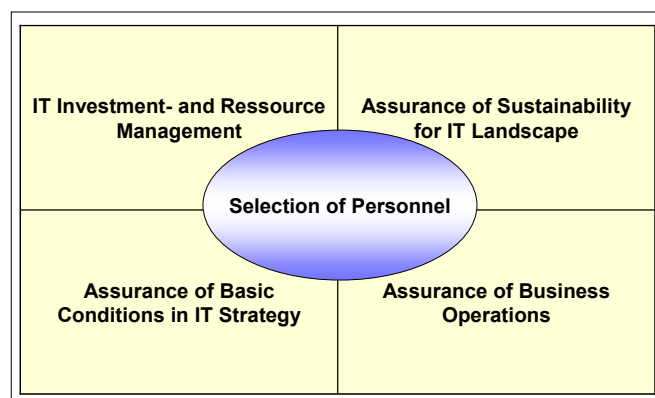 IT Investment- and Ressource
Management
Assurance of Sustainability
for IT Landscape
Selection of Personnel
Assurance of Basic
Conditions in IT Strategy
Assurance of Business
Operations